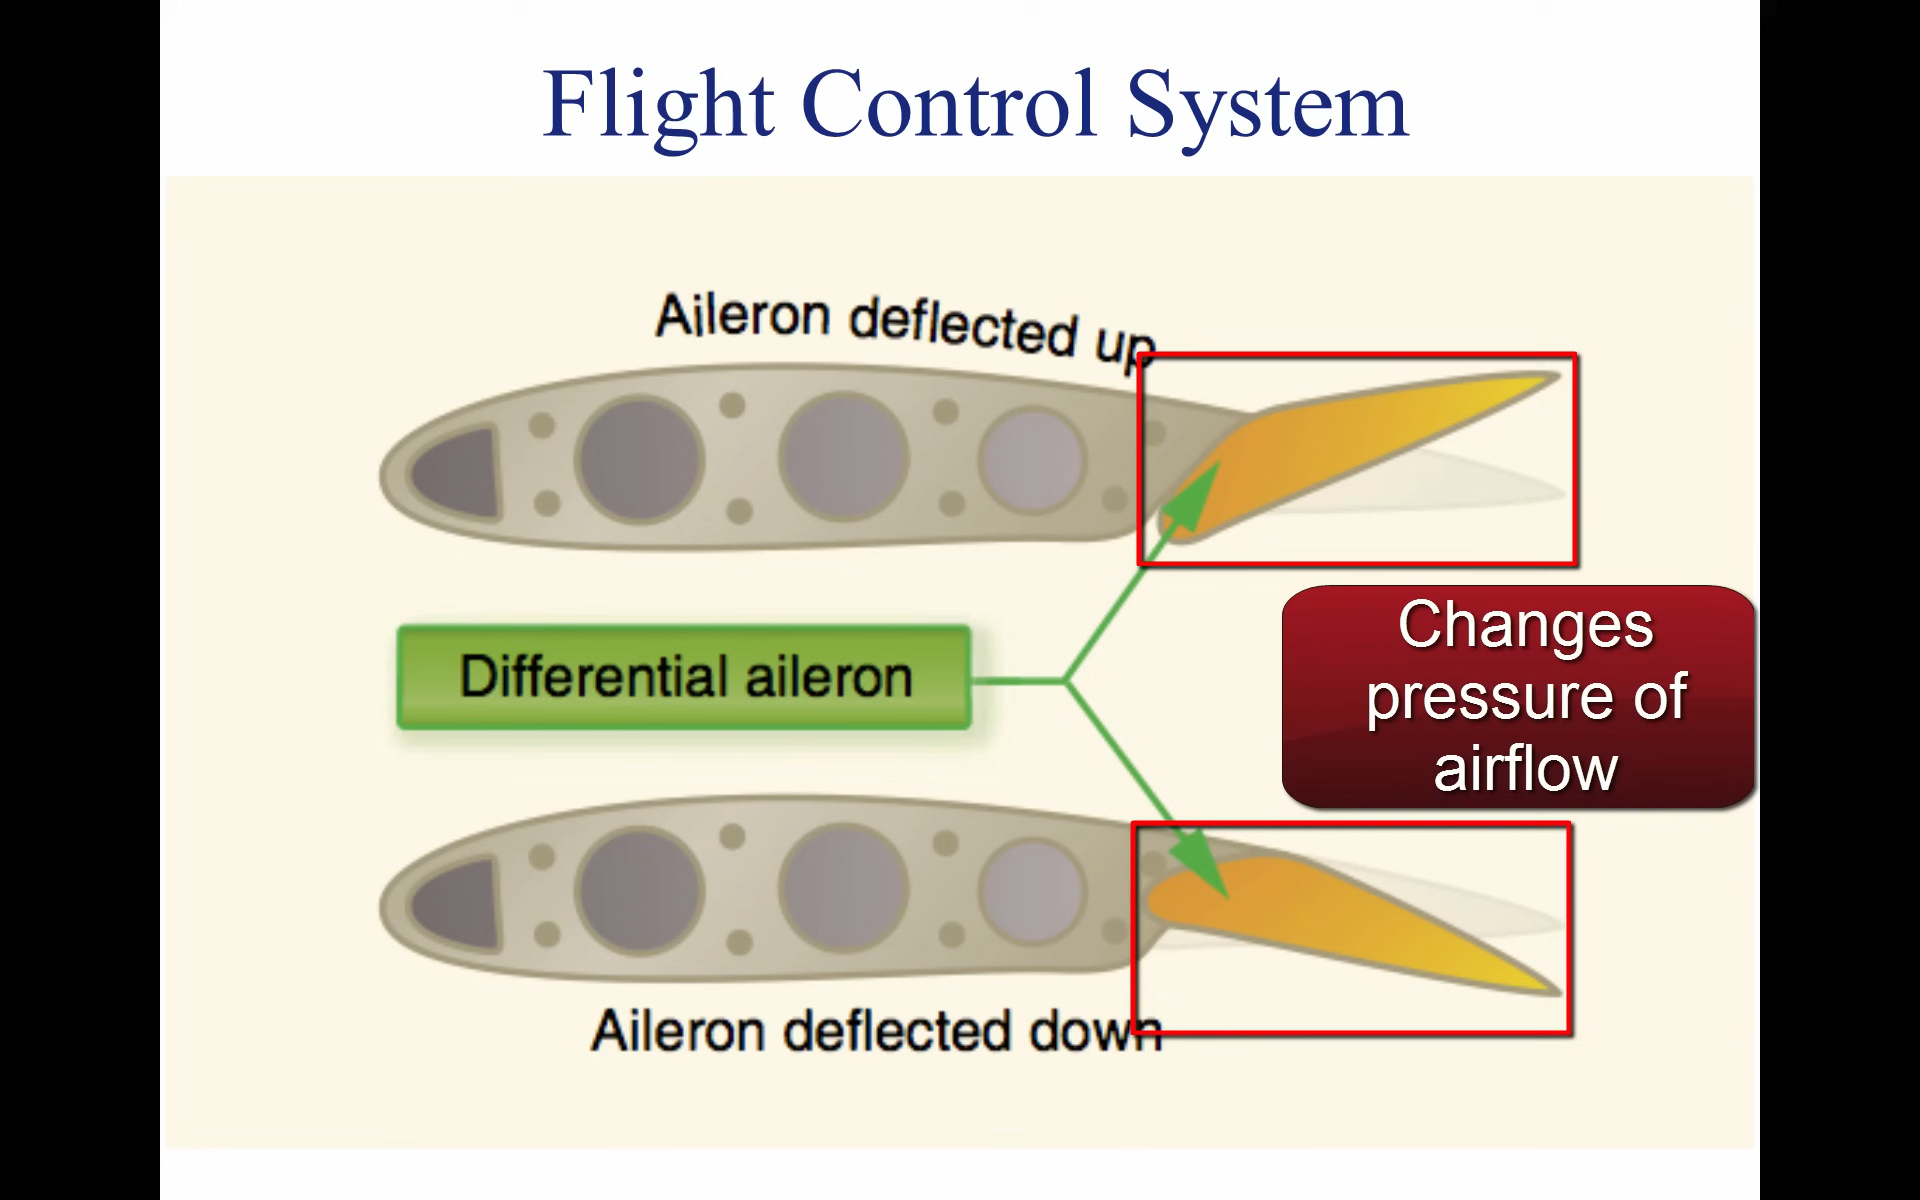 Flight Control System
Aileron deflected up
Differential aileron
Changes
pressure of
airflow
Aileron deflected down